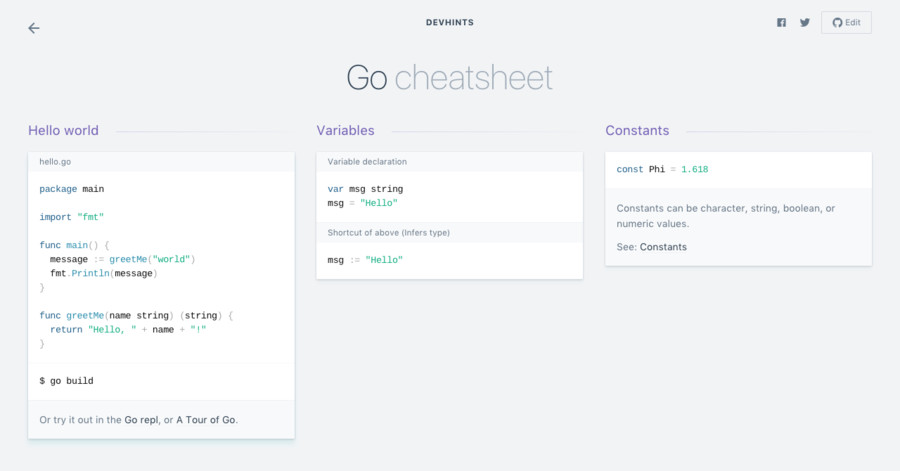 DEVHINTS
Edit
Go cheatsheet
Hello world
hello.go
package main
import "fmt"
func main() {
  message := greetMe("world")
  fmt.Println(message)
}
func greetMe(name string) (string) {
  return "Hello, " + name + "!"
}
$ go build
Or try it out in the Go repl, or A Tour of Go.
Variables
Variable declaration
var msg string
msg = "Hello"
Shortcut of above (Infers type)
msg := "Hello"
Constants
const Phi = 1.618
Constants can be character, string, boolean, or
numeric values.
See: Constants